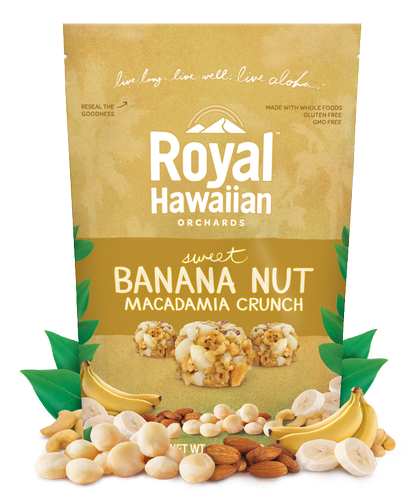 live long. live well. live aloha.
RESEAL THE
GOODNESS
MADE WITH WHOLE FOODS
GLUTEN FREE
GMO FREE
Royal
Hawaiian
ORCHARDS
sweet
BANANA NUT
MACADAMIA CRUNCH
NET